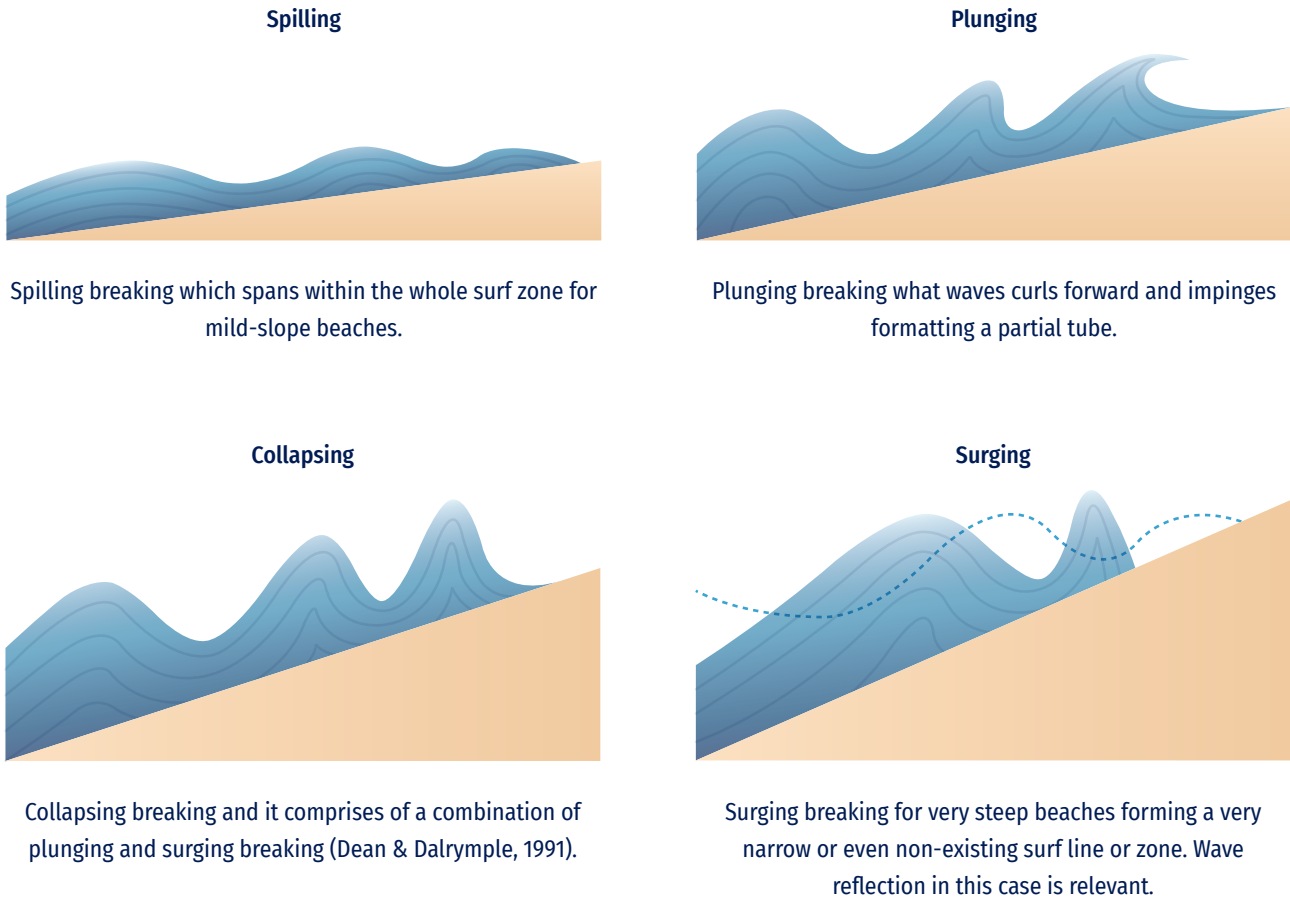 Spilling
Plunging
Spilling breaking which spans within the whole surf zone for
mild-slope beaches.
Plunging breaking what waves curls forward and impinges
formatting a partial tube.
Collapsing
Surging
Collapsing breaking and it comprises of a combination of
plunging and surging breaking (Dean & Dalrymple, 1991).
Surging breaking for very steep beaches forming a very
narrow or even non-existing surf line or zone. Wave
reflection in this case is relevant.